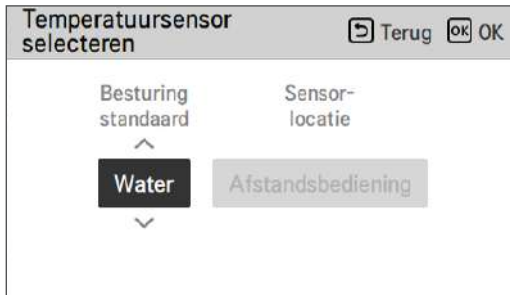 Temperatuursensor
selecteren
Terug OK OK
Besturing
standaard
Sensor-
locatie
Water
Afstandsbediening